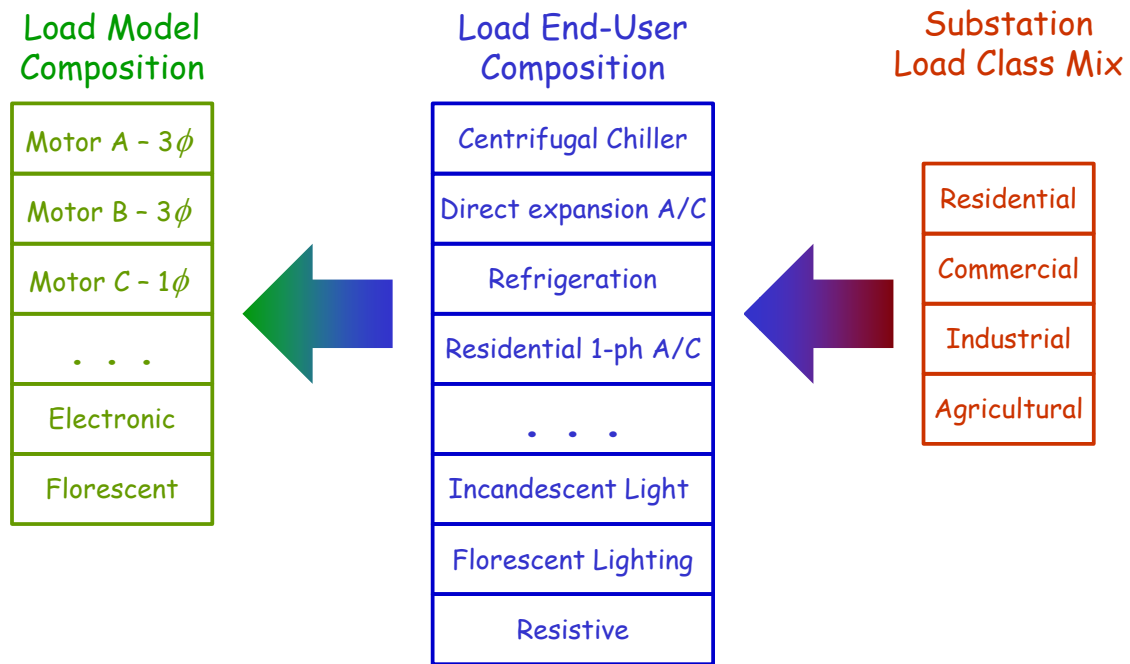 Load Model
Composition
Motor A – 3ϕ
Motor B – 3ϕ
Motor C – 1ϕ
. . .
Electronic
Florescent
Load End-User
Composition
Centrifugal Chiller
Direct expansion A/C
Refrigeration
Residential 1-ph A/C
. . .
Incandescent Light
Florescent Lighting
Resistive
Substation
Load Class Mix
Residential
Commercial
Industrial
Agricultural